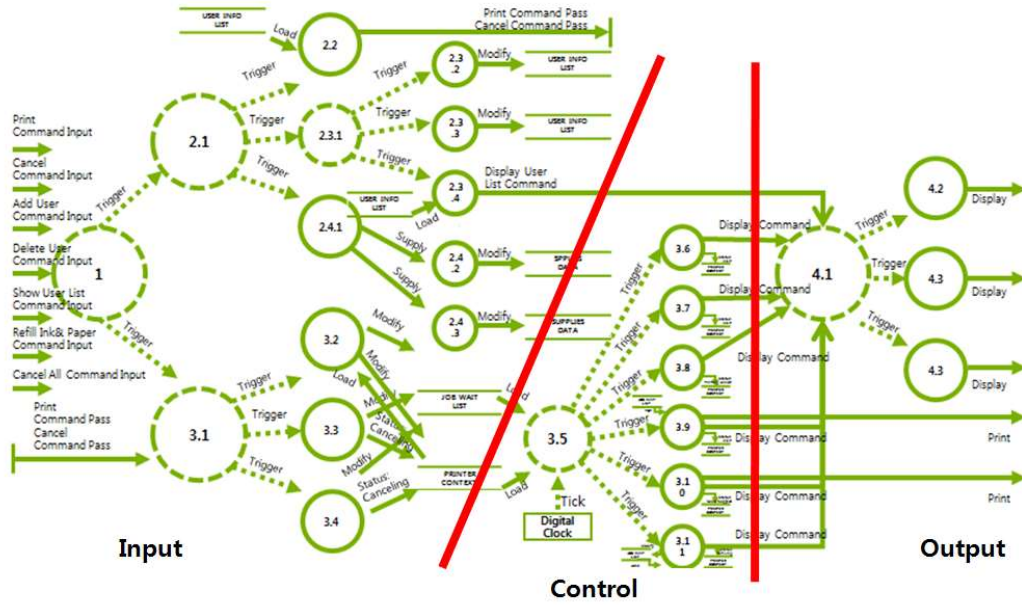 USER INFO
LIST
Load
2.2
Print Command Pass
Cancel Command Pass
Trigger
2.3
.2
Modify
USER INFO
LIST
Trigger
2.1
Trigger
2.3.1
Trigger
2.3
.3
Modify
USER INFO
LIST
Trigger
Trigger
2.3
.4
Display User
List Command
USER INFO
LIST
Load
2.4.1
Supply
2.4
.2
Modify
SPPLIES
DATA
Supply
2.4
.3
Modify
SUPPLIES
DATA
Print
Command Input
Cancel
Command Input
Add User
Command Input
Delete User
Command Input
Show User List
Command Input
Refill Ink& Paper
Command Input
Cancel All Command Input
Print
Command Pass
Cancel
Command Pass
Trigger
1
Trigger
3.1
Trigger
Trigger
Trigger
3.2
Modify
Modify
Load
3.3
Modify
Status:
Canceling
3.4
Modify
Status:
Canceling
JOB WAIT
LIST
Load
PRINTER
CONTEXT
Load
3.5
Tick
Digital
Clock
Trigger
Trigger
Trigger
Trigger
Trigger
Trigger
3.6
Display Command
3.7
Display Command
3.8
Display Command
3.9
Display Command
Print
3.1
0
Display Command
Print
3.1
1
Display Command
4.1
Trigger
4.2
Display
Trigger
4.3
Display
Trigger
4.3
Display
Input
Control
Output